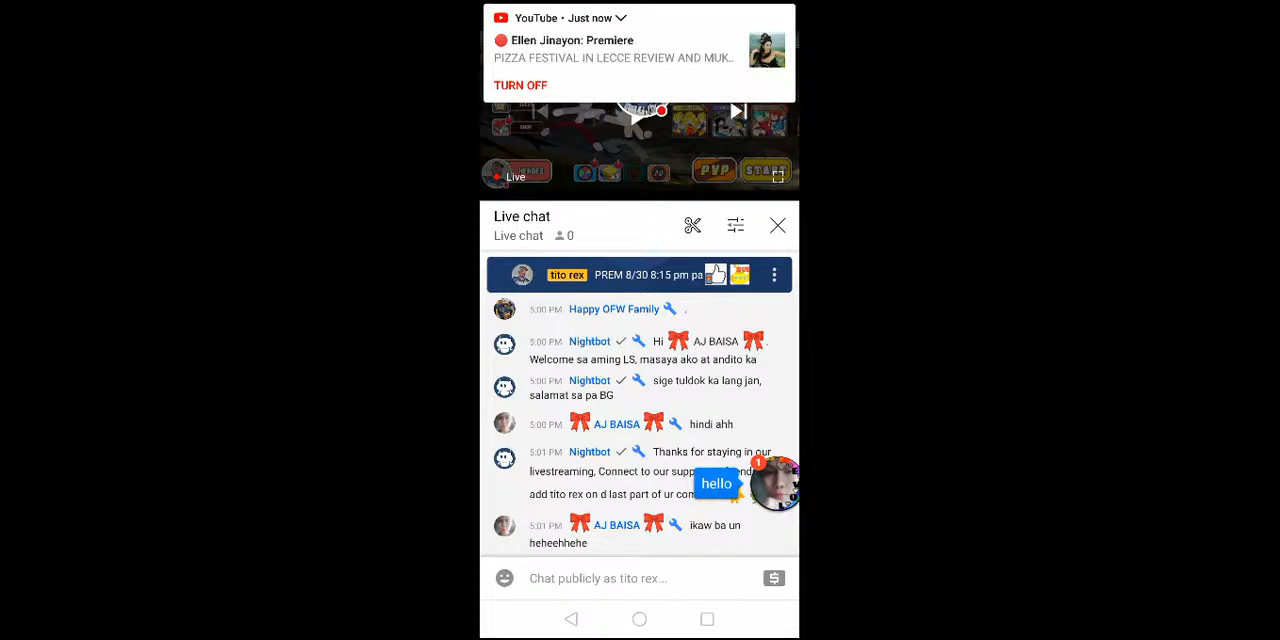 YouTube • Just now
Ellen Jinayon: Premiere
PIZZA FESTIVAL IN LECCE REVIEW AND MUK..
TURN OFF
SHOP
HEROES
PVP
START
Live
Live chat
Live chat 0
tito rex PREM 8/30 8:15 pm pa
5:00 PM Happy OFW Family .
5:00 PM Nightbot Hi AJ BAISA .
Welcome sa aming LS, masaya ako at andito ka
5:00 PM Nightbot sige tuldok ka lang jan,
salamat sa pa BG
5:00 PM AJ BAISA hindi ahh
5:01 PM Nightbot Thanks for staying in our
livestreaming, Connect to our
add tito rex on d last part of ur
1
hello
5:01 PM AJ BAISA ikaw ba un
heheehhehe
Chat publicly as tito rex...